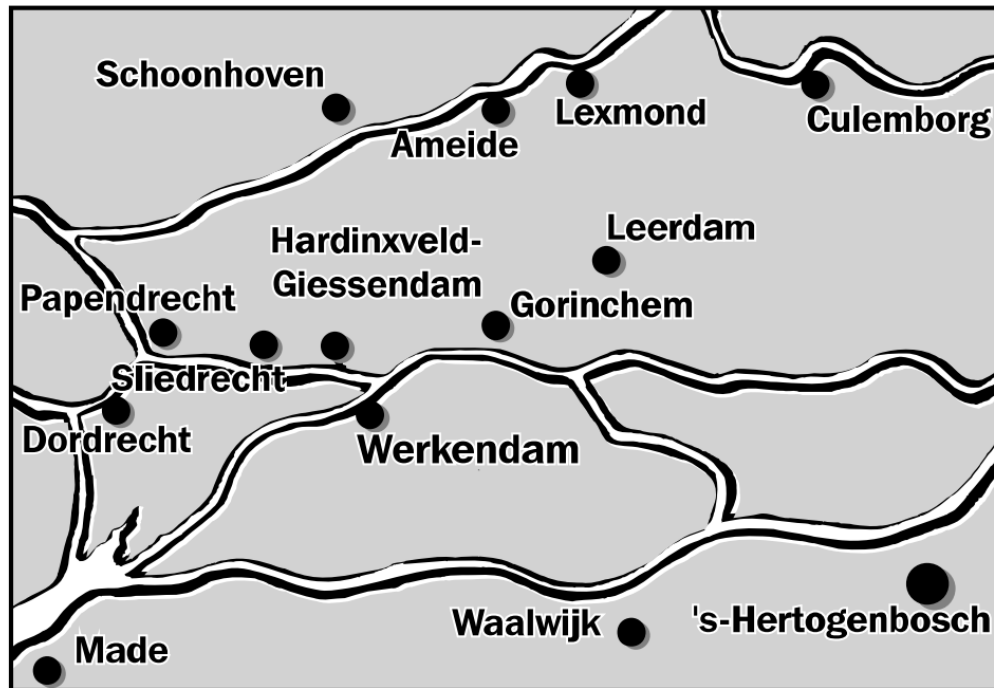 Schoonhoven
Lexmond
Culemborg
Ameide
Leerdam
Hardinxveld-
Giessendam
Gorinchem
Papendrecht
Sliedrecht
Dordrecht
Werkendam
Waalwijk
's-Hertogenbosch
Made